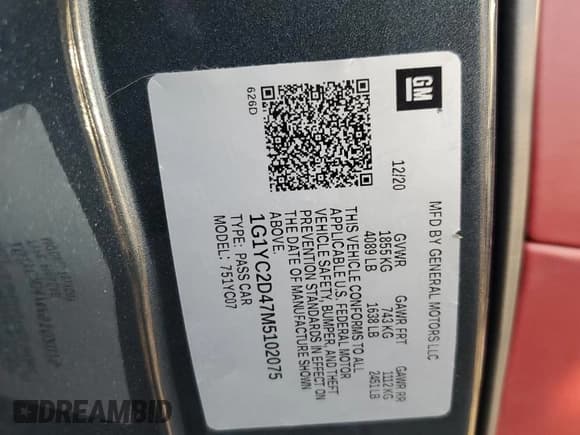 GM
MFD BY GENERAL MOTORS LLC
12/20 GVWR GAWR FRT GAWR RR
1855 KG 743 KG 1112 KG
4089 LB 1638 LB 2451 LB
THIS VEHICLE CONFORMS TO ALL
APPLICABLE U.S. FEDERAL MOTOR
VEHICLE SAFETY, BUMPER, AND THEFT
PREVENTION STANDARDS IN EFFECT ON
THE DATE OF MANUFACTURE SHOWN
ABOVE.
1G1YC2D47M5102075
TYPE: PASS CAR
MODEL: 751YC07
626D
DREAMBID